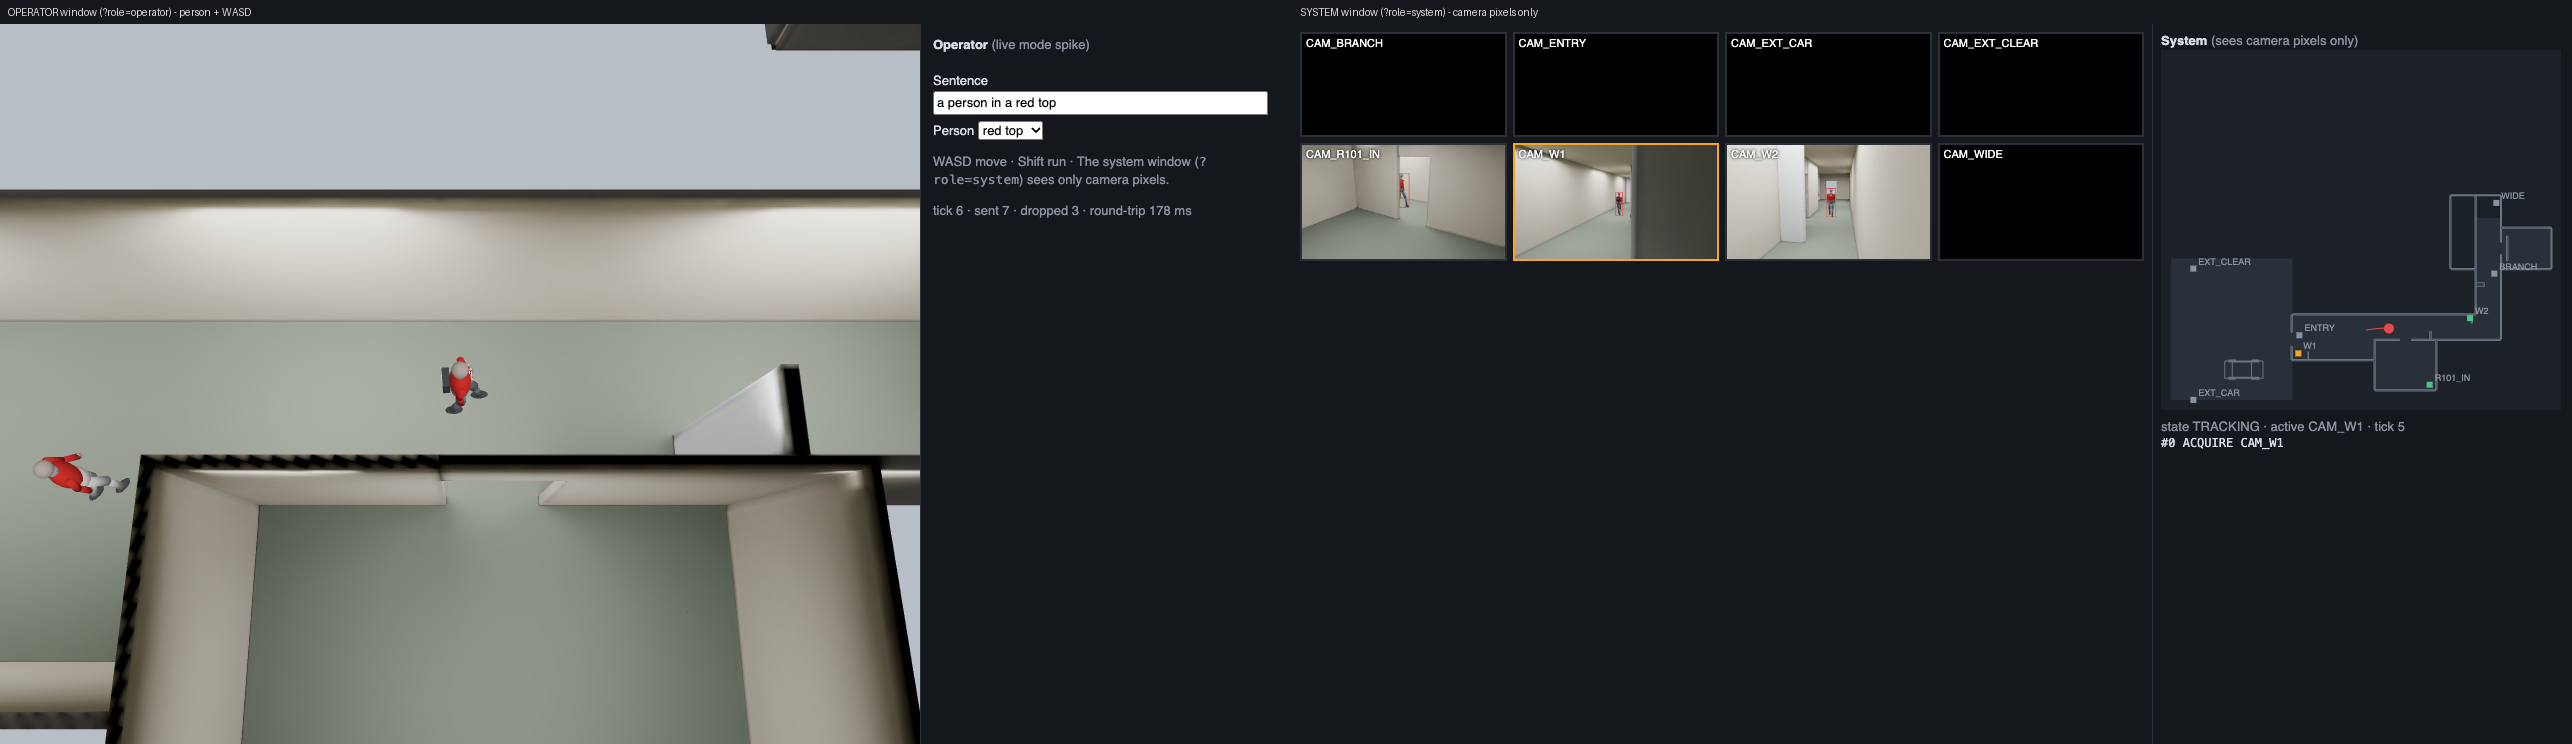 OPERATOR window (?role=operator) - person + WASD
Operator (live mode spike)
Sentence
a person in a red top
Person red top
WASD move · Shift run · The system window (?
role=system) sees only camera pixels.
tick 6 · sent 7 · dropped 3 · round-trip 178 ms
SYSTEM window (?role=system) - camera pixels only
CAM_BRANCH
CAM_ENTRY
CAM_EXT_CAR
CAM_EXT_CLEAR
CAM_R101_IN
CAM_W1
CAM_W2
CAM_WIDE
System (sees camera pixels only)
WIDE
EXT_CLEAR
BRANCH
W2
ENTRY
W1
R101_IN
EXT_CAR
state TRACKING · active CAM_W1 · tick 5
#0 ACQUIRE CAM_W1